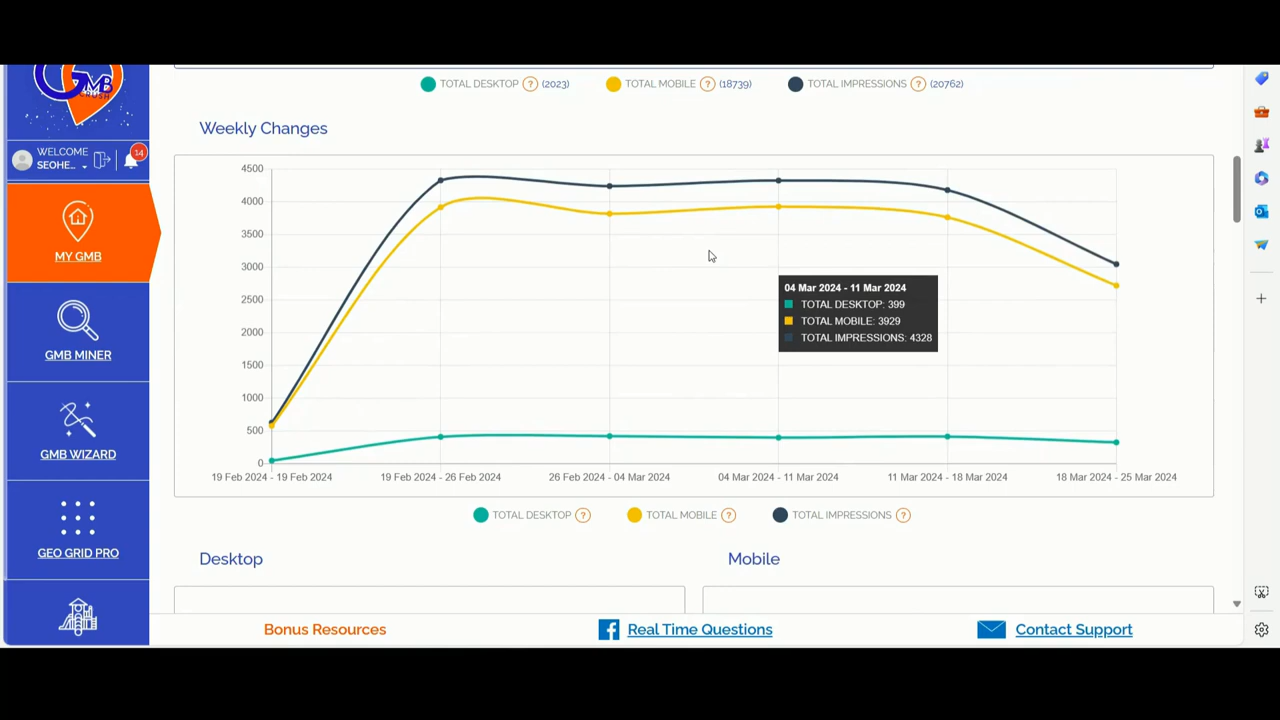 GMB
TOTAL DESKTOP ? (2023) TOTAL MOBILE ? (18739) TOTAL IMPRESSIONS ? (20762)
Weekly Changes
WELCOME
SEOHE...
14
MY GMB
GMB MINER
GMB WIZARD
GEO GRID PRO
4500
4000
3500
3000
2500
2000
1500
1000
500
0
04 Mar 2024 - 11 Mar 2024
TOTAL DESKTOP: 399
TOTAL MOBILE: 3929
TOTAL IMPRESSIONS: 4328
19 Feb 2024 - 19 Feb 2024 19 Feb 2024 - 26 Feb 2024 26 Feb 2024 - 04 Mar 2024 04 Mar 2024 - 11 Mar 2024 11 Mar 2024 - 18 Mar 2024 18 Mar 2024 - 25 Mar 2024
TOTAL DESKTOP ? TOTAL MOBILE ? TOTAL IMPRESSIONS ?
Desktop Mobile
Bonus Resources Real Time Questions Contact Support